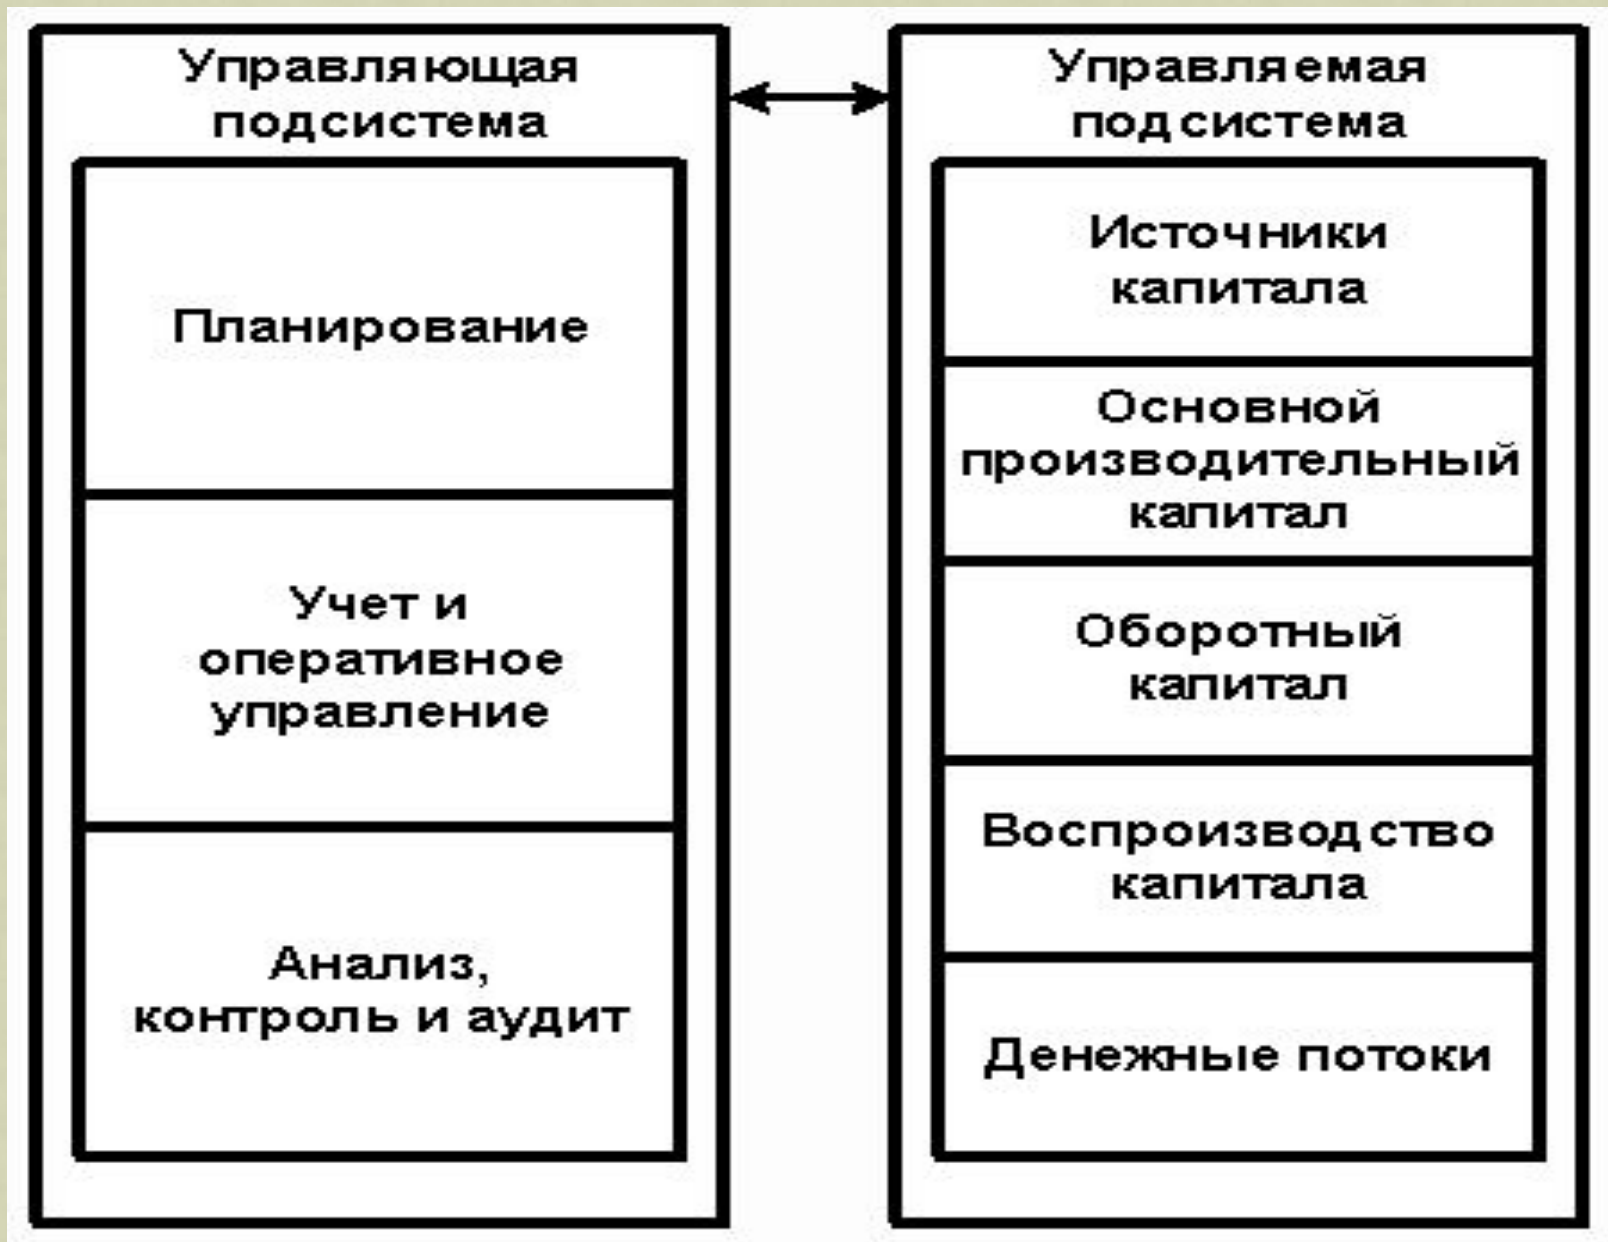 Управляющая
подсистема
Планирование
Учет и
оперативное
управление
Анализ,
контроль и аудит
Управляемая
подсистема
Источники
капитала
Основной
производительный
капитал
Оборотный
капитал
Воспроизводство
капитала
Денежные потоки